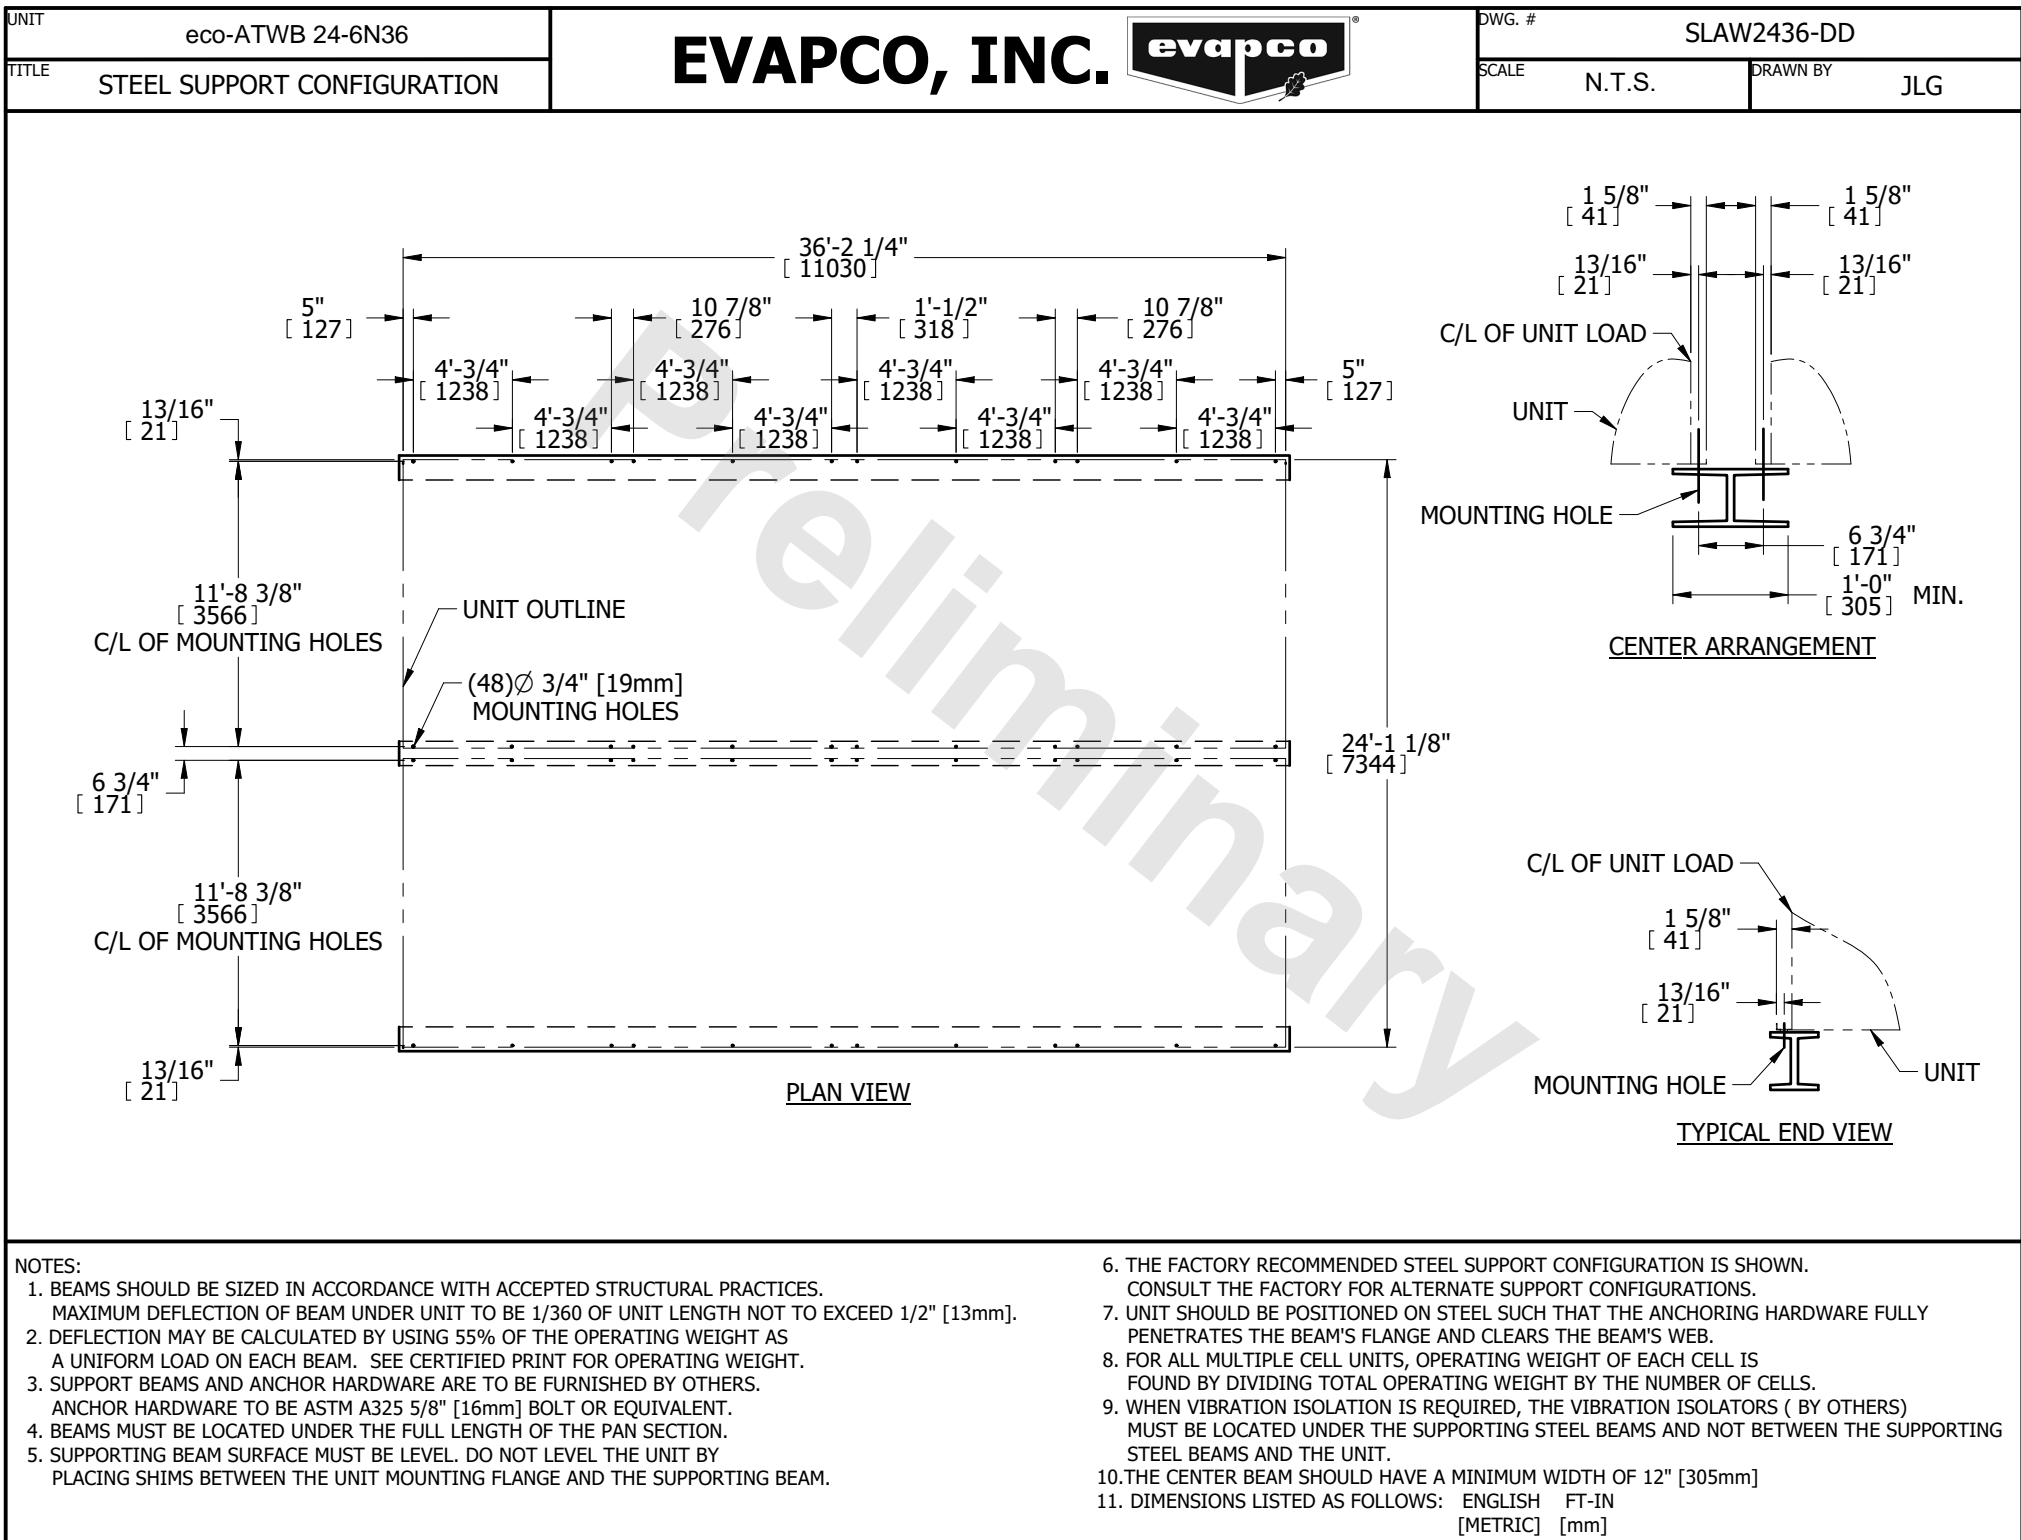 UNIT
eco-ATWB 24-6N36
TITLE
STEEL SUPPORT CONFIGURATION
EVAPCO, INC.
evapco
®
DWG. #
SLAW2436-DD
SCALE
N.T.S.
DRAWN BY
JLG
36'-2 1/4"
[ 11030 ]
5"
[ 127 ]
10 7/8"
[ 276 ]
1'-1/2"
[ 318 ]
10 7/8"
[ 276 ]
4'-3/4"
[ 1238 ]
4'-3/4"
[ 1238 ]
4'-3/4"
[ 1238 ]
4'-3/4"
[ 1238 ]
5"
[ 127 ]
4'-3/4"
[ 1238 ]
4'-3/4"
[ 1238 ]
4'-3/4"
[ 1238 ]
4'-3/4"
[ 1238 ]
13/16"
[ 21 ]
11'-8 3/8"
[ 3566 ]
C/L OF MOUNTING HOLES
UNIT OUTLINE
(48)Ø 3/4" [19mm]
MOUNTING HOLES
6 3/4"
[ 171 ]
24'-1 1/8"
[ 7344 ]
11'-8 3/8"
[ 3566 ]
C/L OF MOUNTING HOLES
13/16"
[ 21 ]
PLAN VIEW
Preliminary
1 5/8"
[ 41 ]
1 5/8"
[ 41 ]
13/16"
[ 21 ]
13/16"
[ 21 ]
C/L OF UNIT LOAD
UNIT
MOUNTING HOLE
6 3/4"
[ 171 ]
1'-0"
[ 305 ]
MIN.
CENTER ARRANGEMENT
C/L OF UNIT LOAD
1 5/8"
[ 41 ]
13/16"
[ 21 ]
MOUNTING HOLE
UNIT
TYPICAL END VIEW
NOTES:
1. BEAMS SHOULD BE SIZED IN ACCORDANCE WITH ACCEPTED STRUCTURAL PRACTICES.
MAXIMUM DEFLECTION OF BEAM UNDER UNIT TO BE 1/360 OF UNIT LENGTH NOT TO EXCEED 1/2" [13mm].
2. DEFLECTION MAY BE CALCULATED BY USING 55% OF THE OPERATING WEIGHT AS
A UNIFORM LOAD ON EACH BEAM. SEE CERTIFIED PRINT FOR OPERATING WEIGHT.
3. SUPPORT BEAMS AND ANCHOR HARDWARE ARE TO BE FURNISHED BY OTHERS.
ANCHOR HARDWARE TO BE ASTM A325 5/8" [16mm] BOLT OR EQUIVALENT.
4. BEAMS MUST BE LOCATED UNDER THE FULL LENGTH OF THE PAN SECTION.
5. SUPPORTING BEAM SURFACE MUST BE LEVEL. DO NOT LEVEL THE UNIT BY
PLACING SHIMS BETWEEN THE UNIT MOUNTING FLANGE AND THE SUPPORTING BEAM.
6. THE FACTORY RECOMMENDED STEEL SUPPORT CONFIGURATION IS SHOWN.
CONSULT THE FACTORY FOR ALTERNATE SUPPORT CONFIGURATIONS.
7. UNIT SHOULD BE POSITIONED ON STEEL SUCH THAT THE ANCHORING HARDWARE FULLY
PENETRATES THE BEAM'S FLANGE AND CLEARS THE BEAM'S WEB.
8. FOR ALL MULTIPLE CELL UNITS, OPERATING WEIGHT OF EACH CELL IS
FOUND BY DIVIDING TOTAL OPERATING WEIGHT BY THE NUMBER OF CELLS.
9. WHEN VIBRATION ISOLATION IS REQUIRED, THE VIBRATION ISOLATORS ( BY OTHERS)
MUST BE LOCATED UNDER THE SUPPORTING STEEL BEAMS AND NOT BETWEEN THE SUPPORTING
STEEL BEAMS AND THE UNIT.
10.THE CENTER BEAM SHOULD HAVE A MINIMUM WIDTH OF 12" [305mm]
11. DIMENSIONS LISTED AS FOLLOWS: ENGLISH FT-IN
[METRIC] [mm]